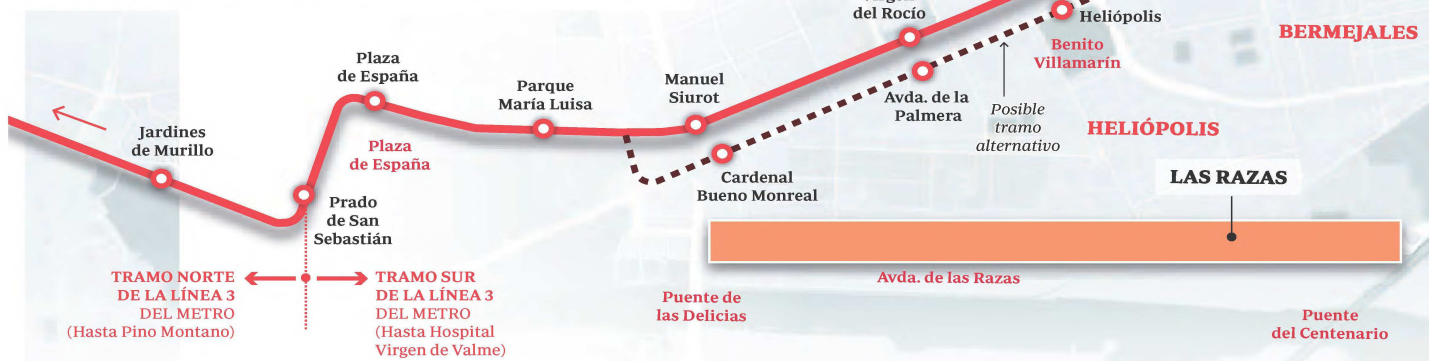 del Rocío
Heliópolis
BERMEJALES
Benito
Villamarín
Plaza
de España
Parque
María Luisa
Manuel
Siurot
Avda. de la
Palmera
Posible
tramo
alternativo
HELIÓPOLIS
Jardines
de Murillo
Plaza
de España
Cardenal
Bueno Monreal
LAS RAZAS
Prado
de San
Sebastián
TRAMO NORTE
DE LA LÍNEA 3
DEL METRO
(Hasta Pino Montano)
TRAMO SUR
DE LA LÍNEA 3
DEL METRO
(Hasta Hospital
Virgen de Valme)
Avda. de las Razas
Puente de
las Delicias
Puente
del Centenario